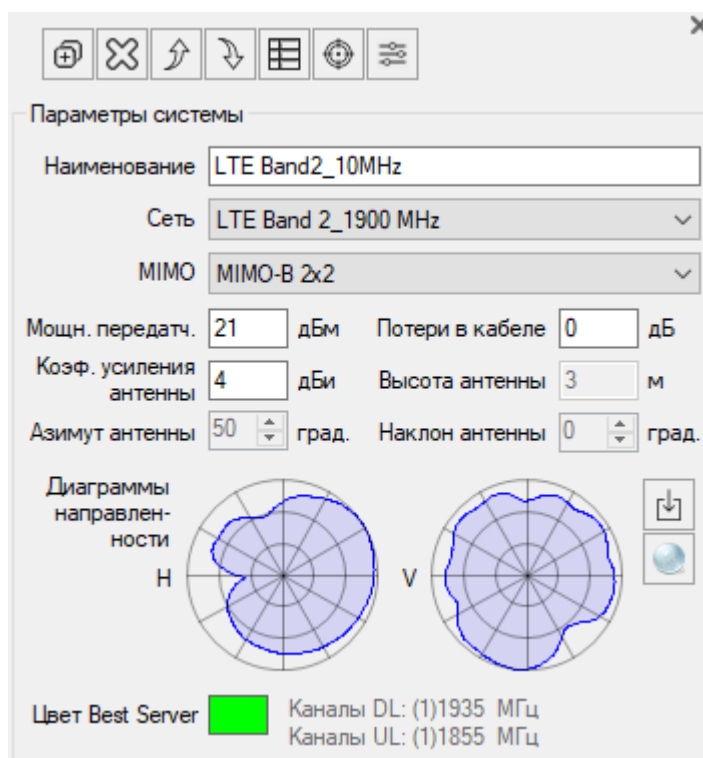 Параметры системы
Наименование LTE Band2_10MHz
Сеть LTE Band 2_1900 MHz
MIMO MIMO-B 2x2
Мощн. передатч. 21 дБм Потери в кабеле 0 дБ
Коэф. усиления
антенны 4 дБи Высота антенны 3 м
Азимут антенны 50 град. Наклон антенны 0 град.
Диаграммы
направлен-
ности
H V
Цвет Best Server Каналы DL: (1)1935 МГц
Каналы UL: (1)1855 МГц